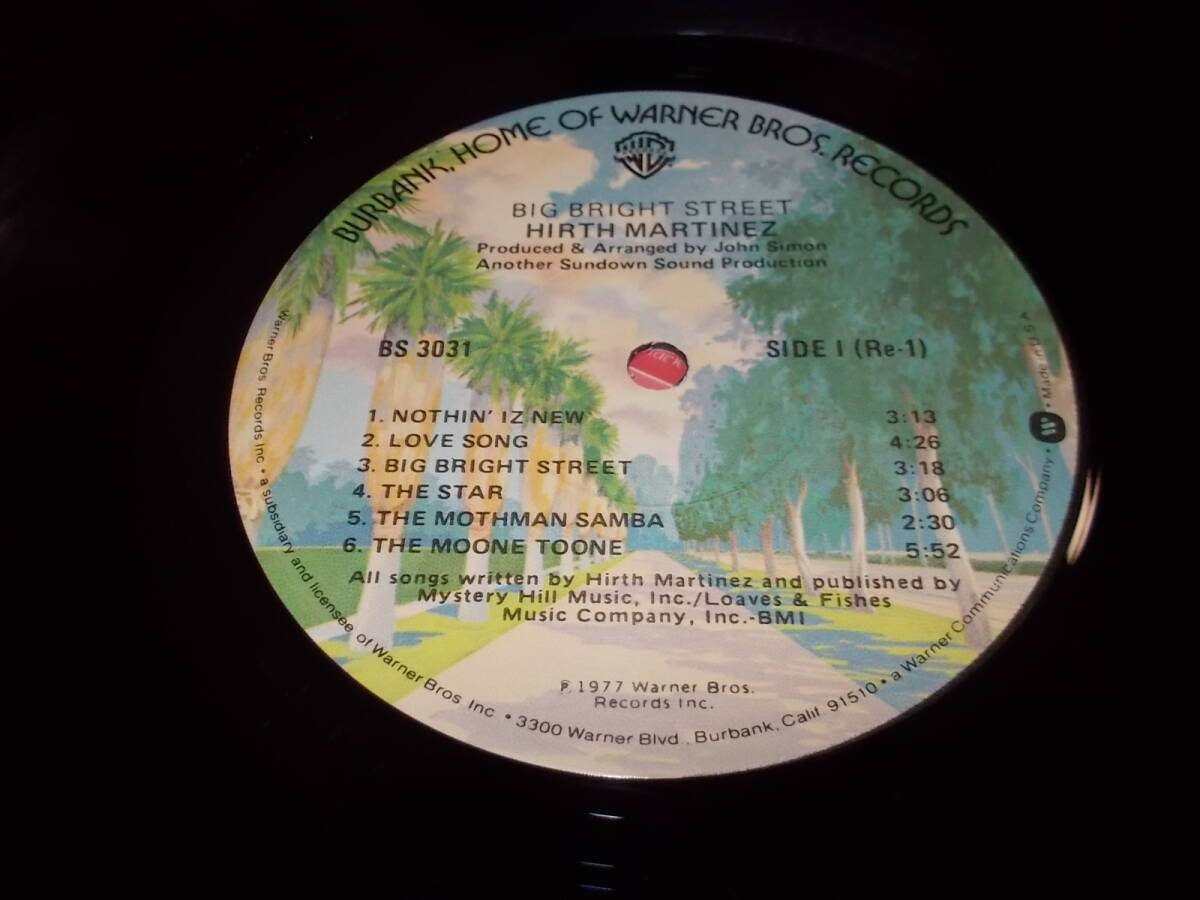 BURBANK, HOME OF WARNER BROS. RECORDS
BIG BRIGHT STREET
HIRTH MARTINEZ
Produced & Arranged by John Simon
Another Sundown Sound Production
BS 3031
SIDE I (Re-1)
1. NOTHIN' IZ NEW 3:13
2. LOVE SONG 4:26
3. BIG BRIGHT STREET 3:18
4. THE STAR 3:06
5. THE MOTHMAN SAMBA 2:30
6. THE MOONE TOONE 5:52
All songs written by Hirth Martinez and published by
Mystery Hill Music, Inc./Loaves & Fishes
Music Company, Inc.-BMI
℗ 1977 Warner Bros.
Records Inc.
Warner Bros Records Inc • a subsidiary and licensee of Warner Bros Inc • 3300 Warner Blvd., Burbank, Calif 91510 • a Warner Communications Company • Made in U.S.A